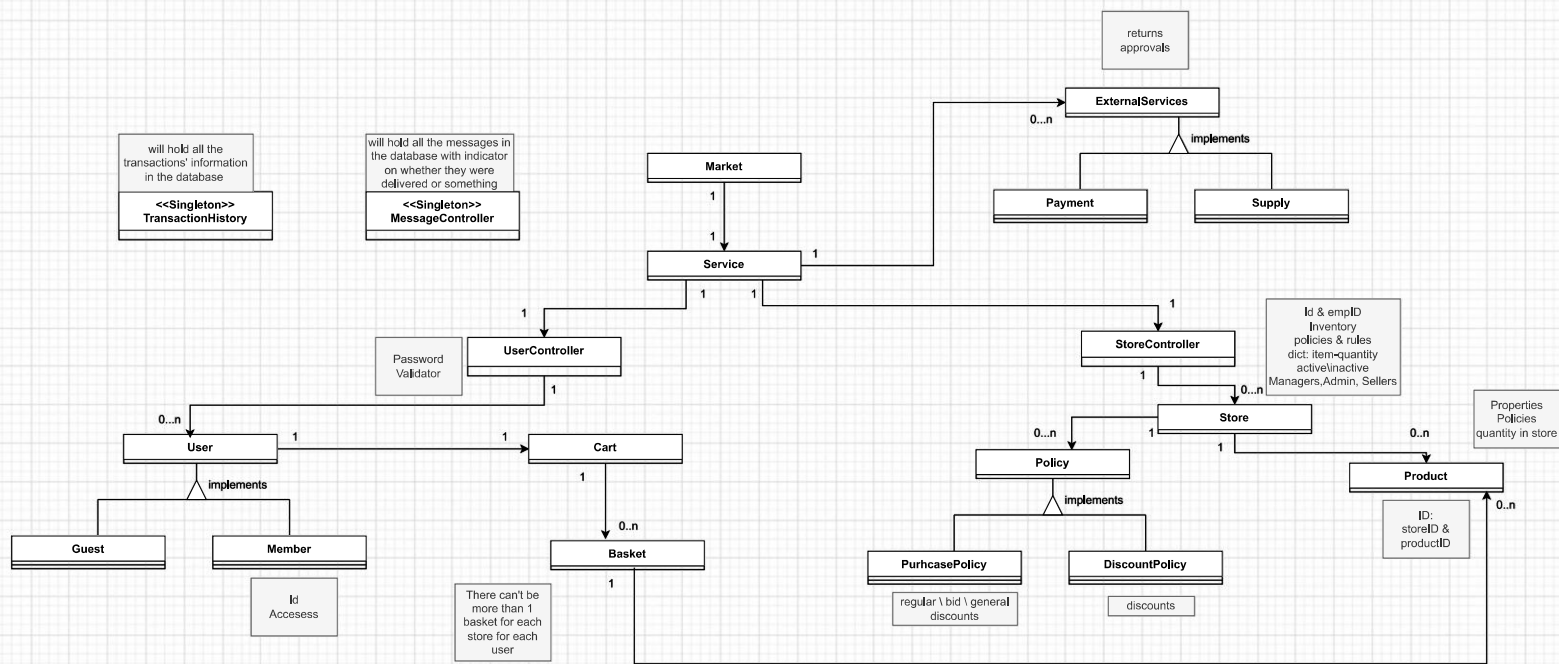 returns
approvals
ExternalServices
0...n
implements
will hold all the
transactions' information
in the database
<<Singleton>>
TransactionHistory
will hold all the messages in
the database with indicator
on whether they were
delivered or something
<<Singleton>>
MessageController
Market
1
1
Service
1
1
1
Payment
Supply
1
UserController
Password
Validator
1
1
StoreController
1
Id & empID
Inventory
policies & rules
dict: item-quantity
active\inactive
Managers,Admin, Sellers
0...n
Store
1
1
0...n
User
1
1
Cart
implements
1
0..n
Guest
Member
Id
Accesess
Basket
1
There can't be
more than 1
basket for each
store for each
user
0...n
Policy
implements
PurhcasePolicy
DiscountPolicy
regular \ bid \ general
discounts
discounts
0..n
Properties
Policies
quantity in store
Product
0..n
ID:
storeID &
productID